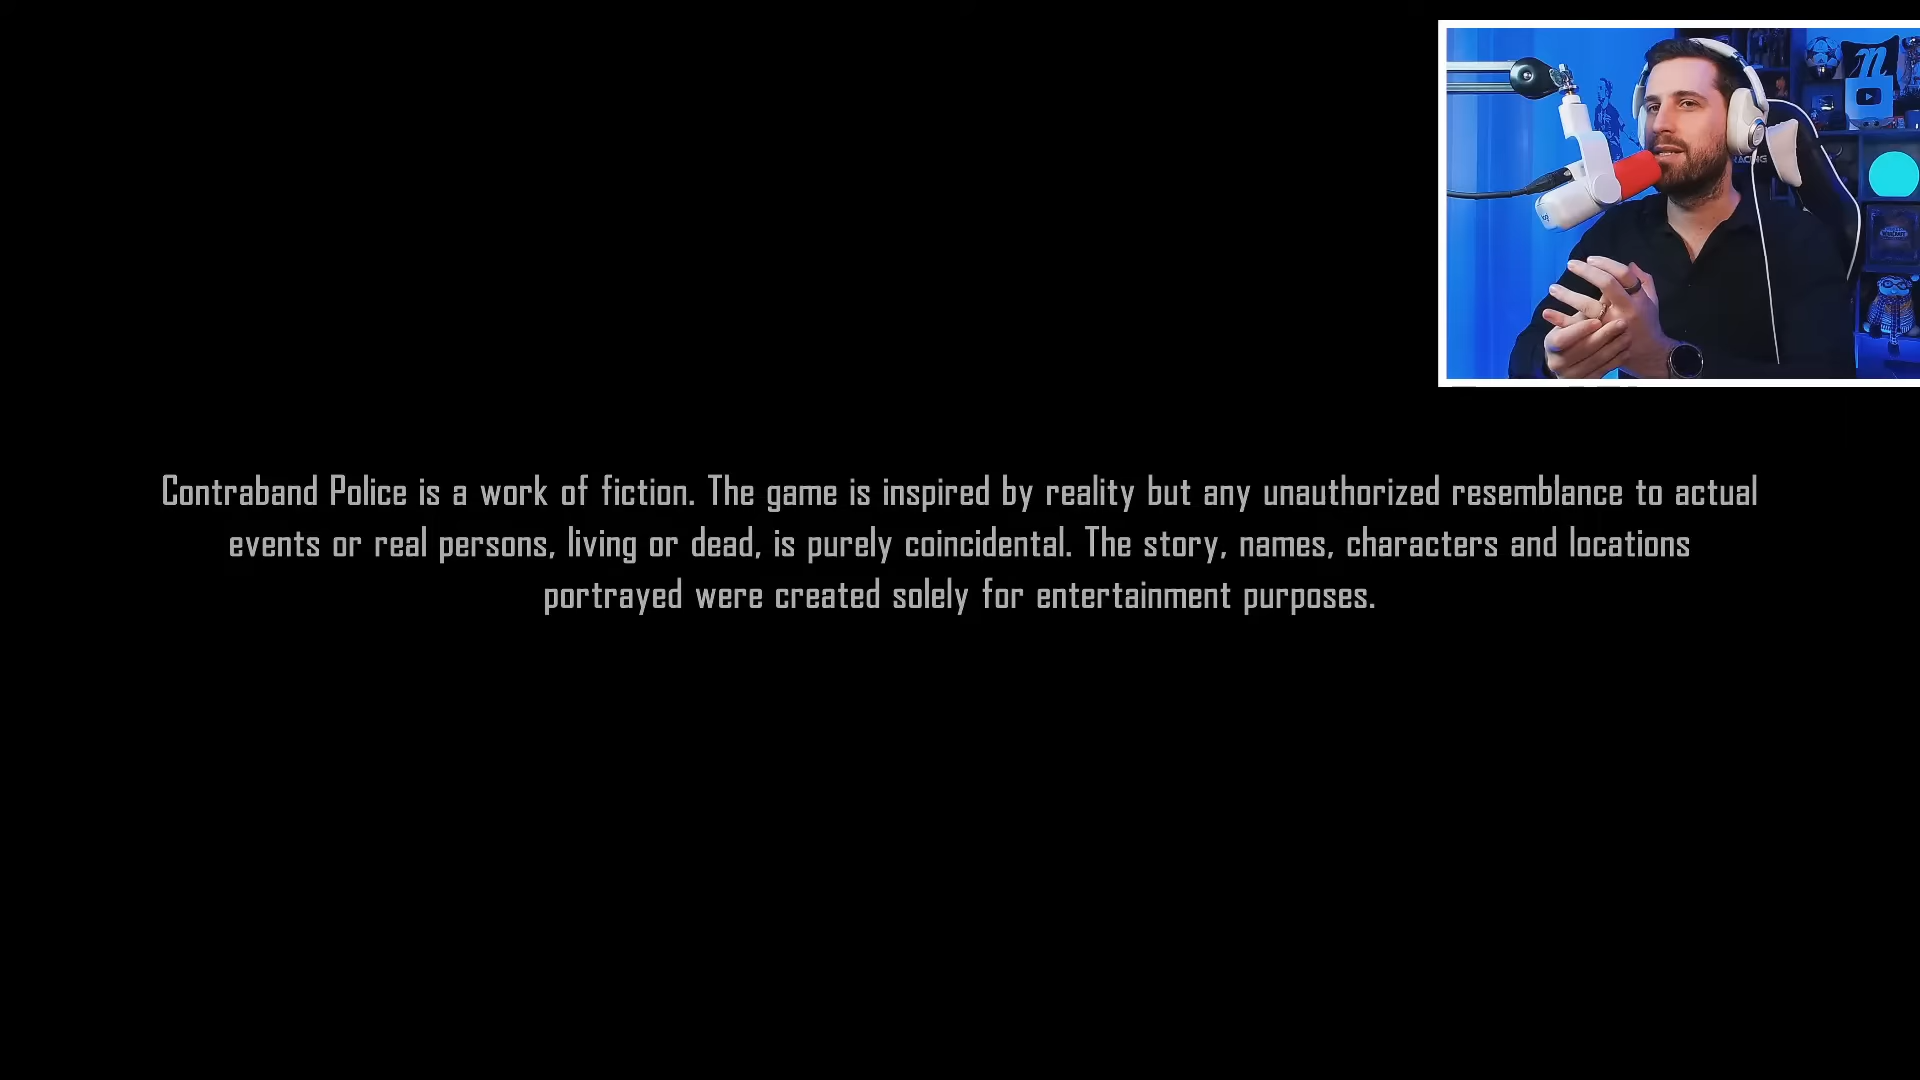 Contraband Police is a work of fiction. The game is inspired by reality but any unauthorized resemblance to actual
events or real persons, living or dead, is purely coincidental. The story, names, characters and locations
portrayed were created solely for entertainment purposes.
n
RACING